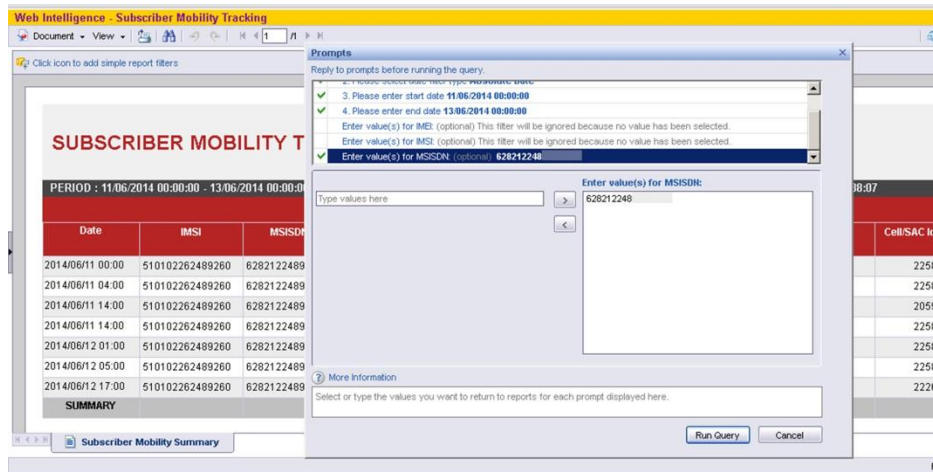 Web Intelligence - Subscriber Mobility Tracking
Document View 1 /1
Click icon to add simple report filters
Prompts
Reply to prompts before running the query.
2. Please select date filter type Absolute Date
3. Please enter start date 11/06/2014 00:00:00
4. Please enter end date 13/06/2014 00:00:00
Enter value(s) for IMEI: (optional) This filter will be ignored because no value has been selected.
Enter value(s) for IMSI: (optional) This filter will be ignored because no value has been selected.
Enter value(s) for MSISDN: (optional) 628212248
Type values here
>
<
Enter value(s) for MSISDN:
628212248
More Information
Select or type the values you want to return to reports for each prompt displayed here.
Run Query Cancel
SUBSCRIBER MOBILITY T
PERIOD : 11/06/2014 00:00:00 - 13/06/2014 00:00:0 38:07
Date IMSI MSISDN Cell/SAC Id
2014/06/11 00:00 510102262489260 6282122489 2258
2014/06/11 04:00 510102262489260 6282122489 2258
2014/06/11 14:00 510102262489260 6282122489 2059
2014/06/11 14:00 510102262489260 6282122489 2258
2014/06/12 01:00 510102262489260 6282122489 2258
2014/06/12 05:00 510102262489260 6282122489 2258
2014/06/12 17:00 510102262489260 6282122489 2226
SUMMARY
Subscriber Mobility Summary